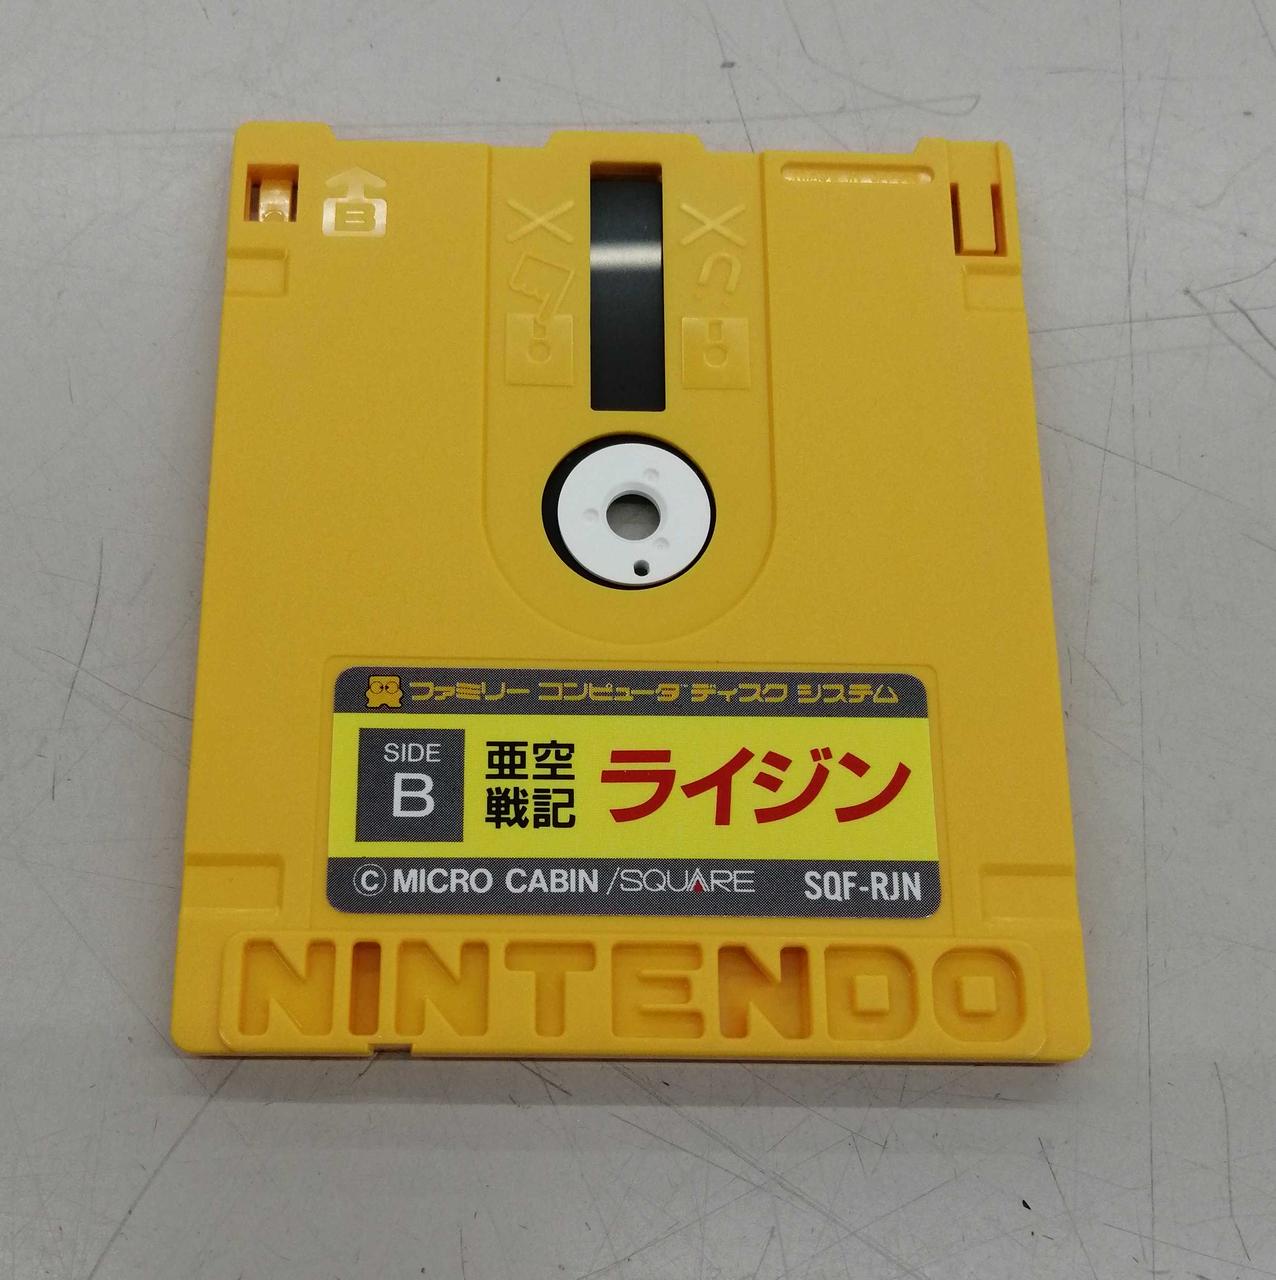 B
ファミリー コンピュータ ディスク システム
SIDE
B
亜空
戦記
ライジン
© MICRO CABIN / SQUARE SQF-RJN
NINTENDO